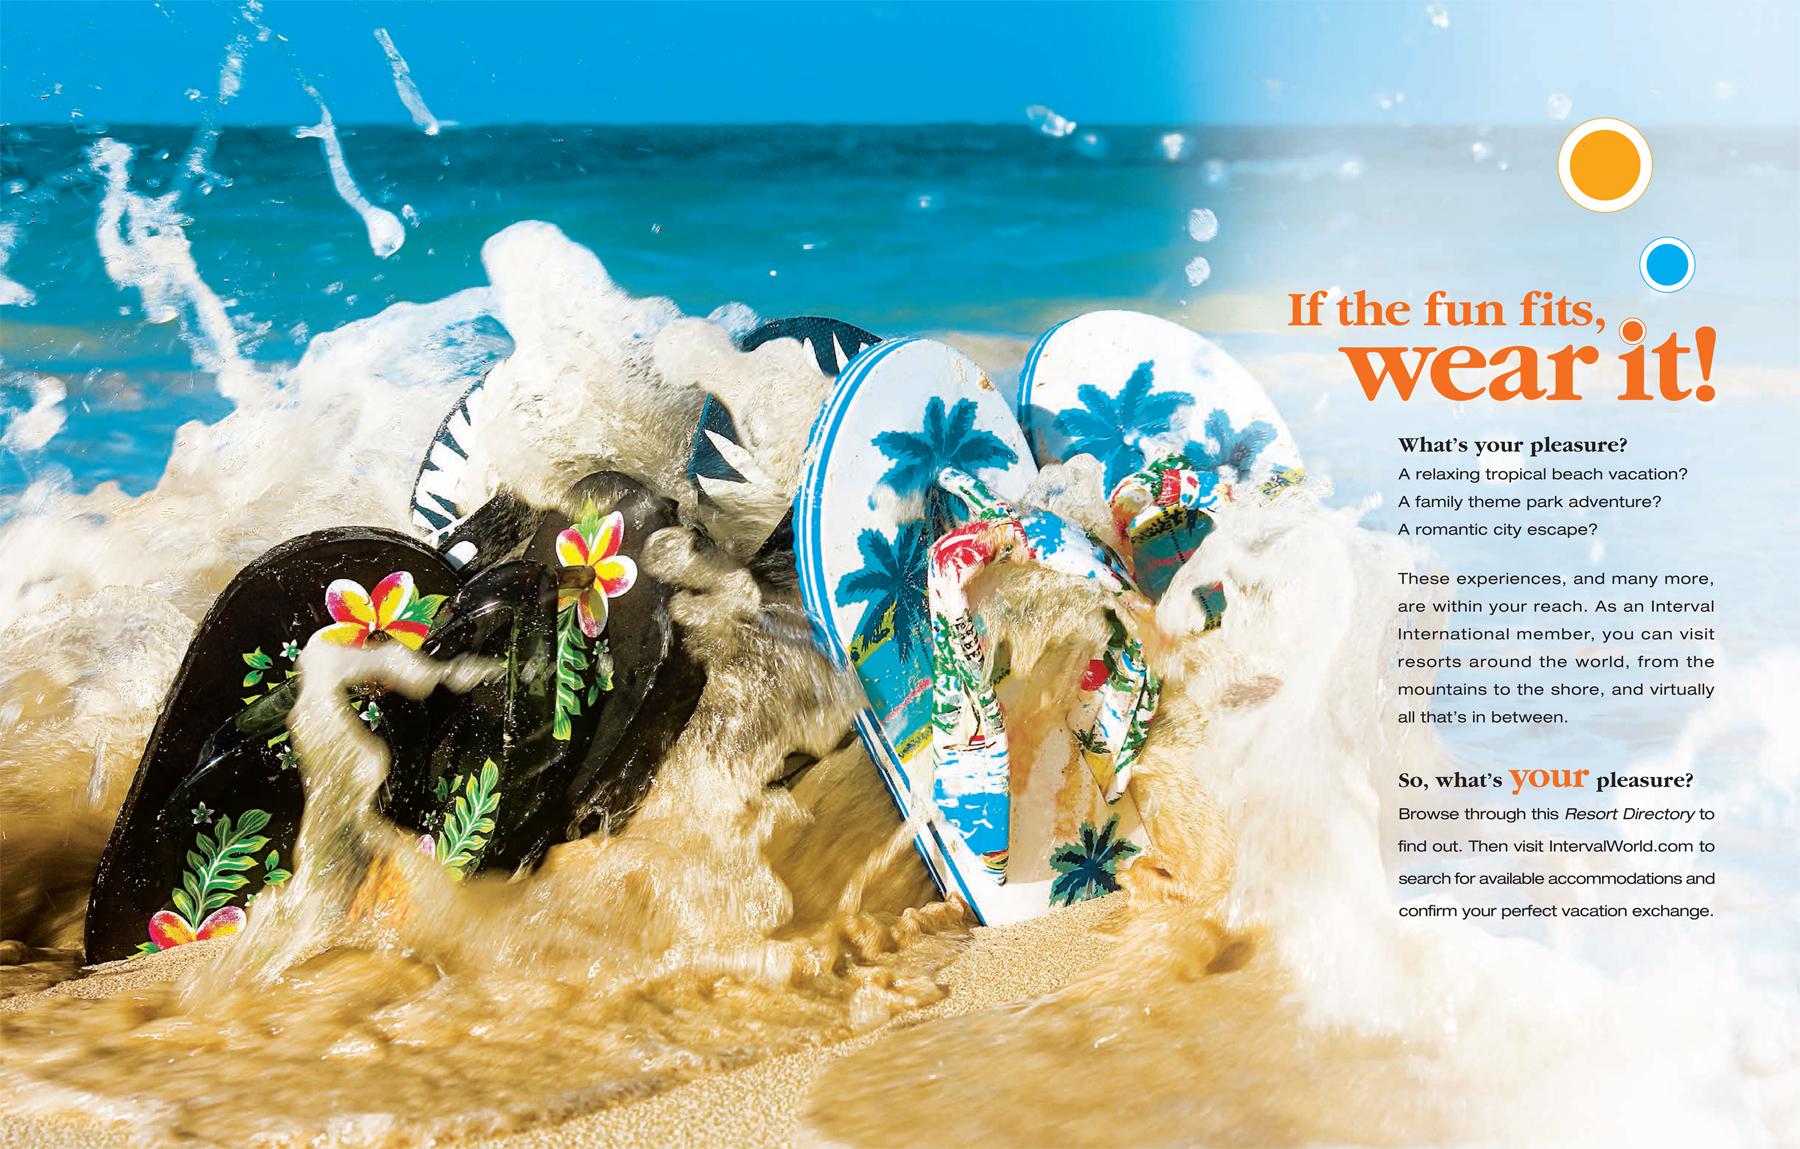 If the fun fits,
wear it!
What's your pleasure?
A relaxing tropical beach vacation?
A family theme park adventure?
A romantic city escape?
These experiences, and many more,
are within your reach. As an Interval
International member, you can visit
resorts around the world, from the
mountains to the shore, and virtually
all that's in between.
So, what's your pleasure?
Browse through this Resort Directory to
find out. Then visit IntervalWorld.com to
search for available accommodations and
confirm your perfect vacation exchange.